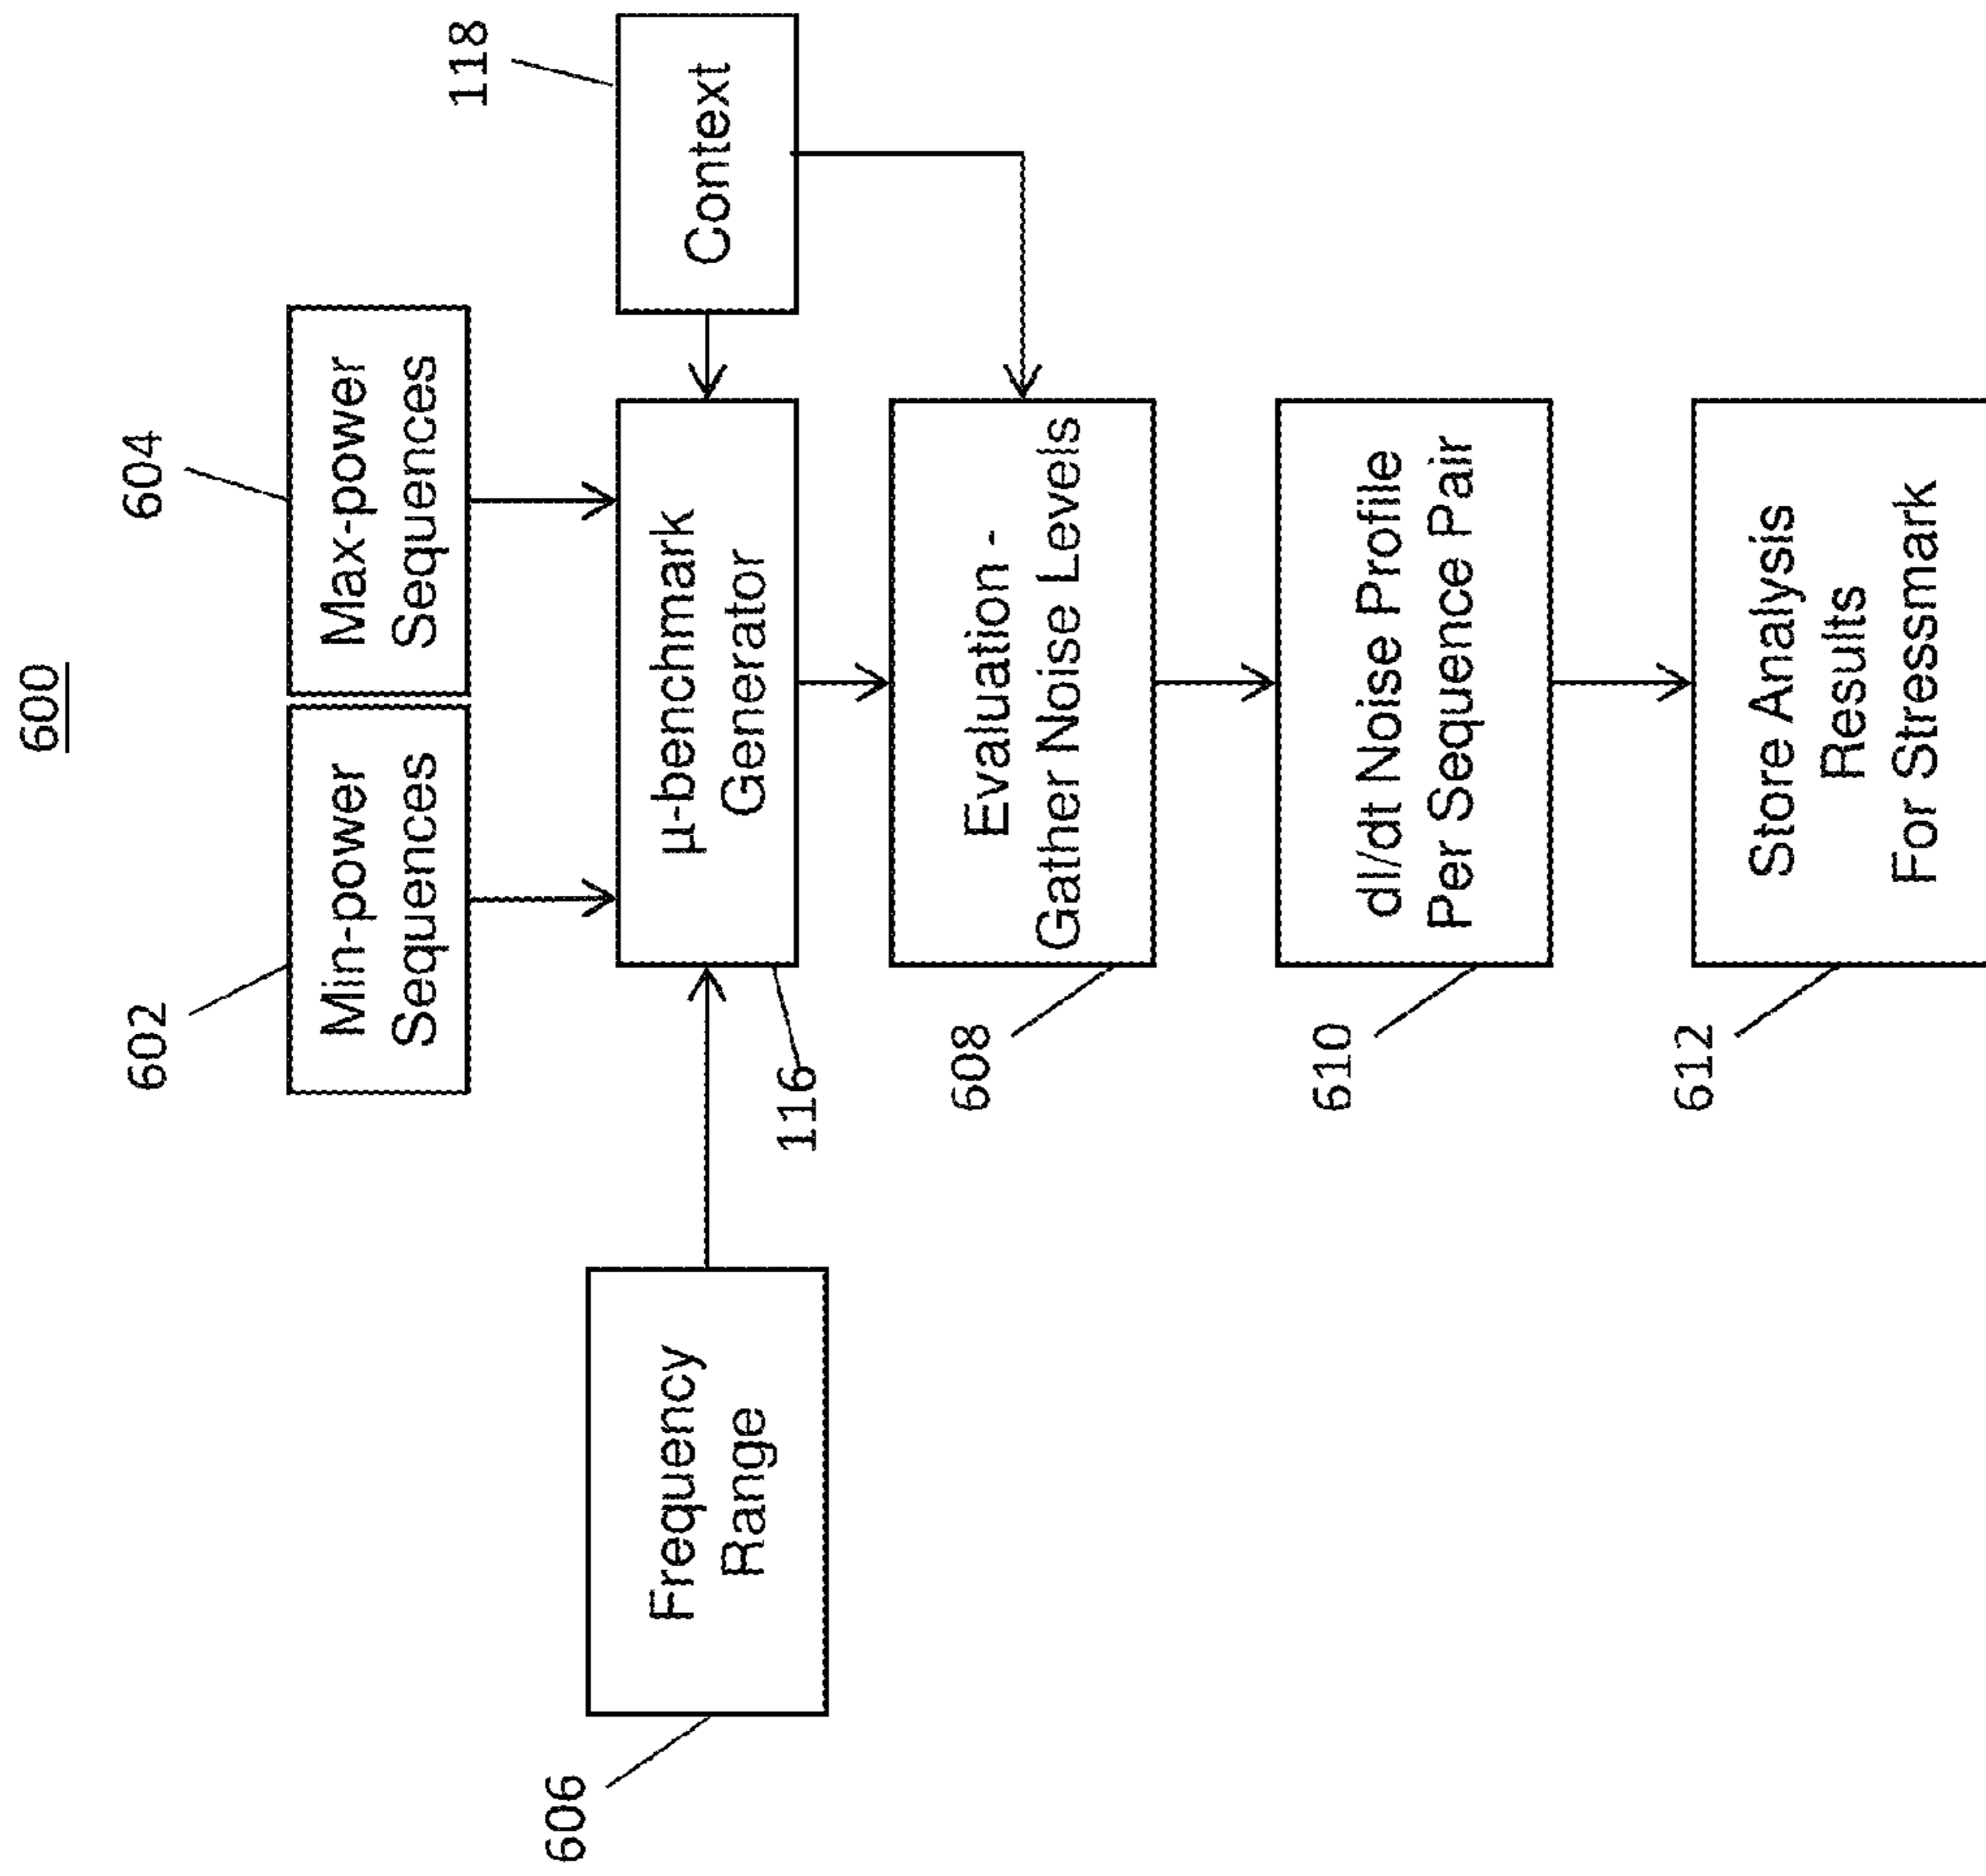 600
602
604
Min-power
Sequences
Max-power
Sequences
118
606
Frequency
Range
µ-benchmark
Generator
Context
116
608
Evaluation -
Gather Noise Levels
610
dI/dt Noise Profile
Per Sequence Pair
612
Store Analysis
Results
For Stressmark